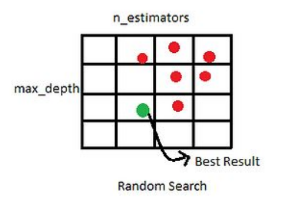 n_estimators
max_depth
Best Result
Random Search